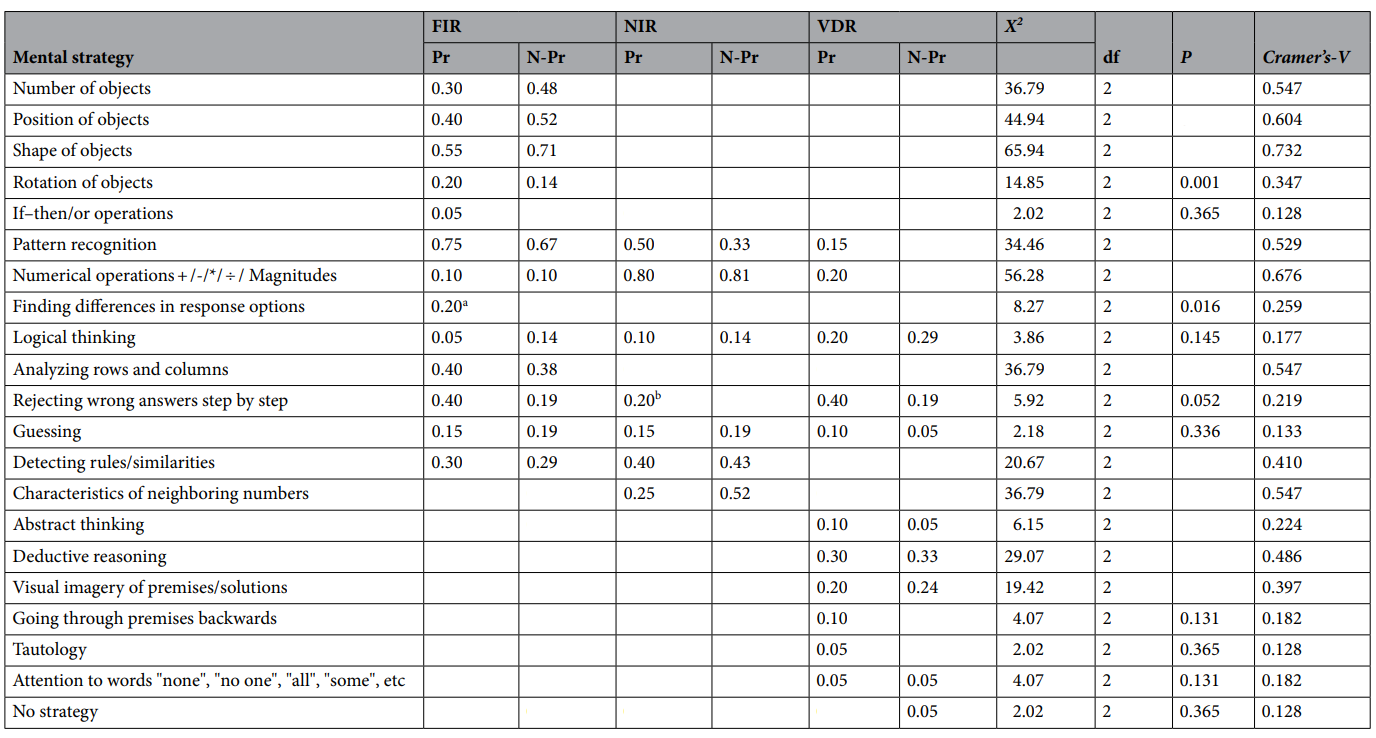 FIR NIR VDR X²
Mental strategy Pr N-Pr Pr N-Pr Pr N-Pr df P Cramer's-V
Number of objects 0.30 0.48 36.79 2 0.547
Position of objects 0.40 0.52 44.94 2 0.604
Shape of objects 0.55 0.71 65.94 2 0.732
Rotation of objects 0.20 0.14 14.85 2 0.001 0.347
If–then/or operations 0.05 2.02 2 0.365 0.128
Pattern recognition 0.75 0.67 0.50 0.33 0.15 34.46 2 0.529
Numerical operations + /-/*/ ÷ / Magnitudes 0.10 0.10 0.80 0.81 0.20 56.28 2 0.676
Finding differences in response options 0.20ᵃ 8.27 2 0.016 0.259
Logical thinking 0.05 0.14 0.10 0.14 0.20 0.29 3.86 2 0.145 0.177
Analyzing rows and columns 0.40 0.38 36.79 2 0.547
Rejecting wrong answers step by step 0.40 0.19 0.20ᵇ 0.40 0.19 5.92 2 0.052 0.219
Guessing 0.15 0.19 0.15 0.19 0.10 0.05 2.18 2 0.336 0.133
Detecting rules/similarities 0.30 0.29 0.40 0.43 20.67 2 0.410
Characteristics of neighboring numbers 0.25 0.52 36.79 2 0.547
Abstract thinking 0.10 0.05 6.15 2 0.224
Deductive reasoning 0.30 0.33 29.07 2 0.486
Visual imagery of premises/solutions 0.20 0.24 19.42 2 0.397
Going through premises backwards 0.10 4.07 2 0.131 0.182
Tautology 0.05 2.02 2 0.365 0.128
Attention to words "none", "no one", "all", "some", etc 0.05 0.05 4.07 2 0.131 0.182
No strategy 0.05 2.02 2 0.365 0.128